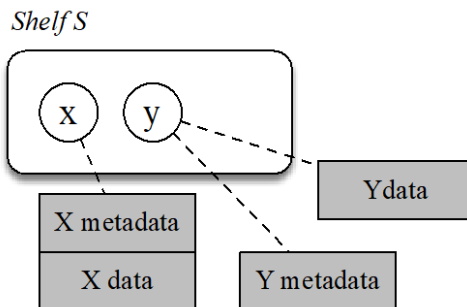 Shelf S
x
y
X metadata
X data
Ydata
Y metadata